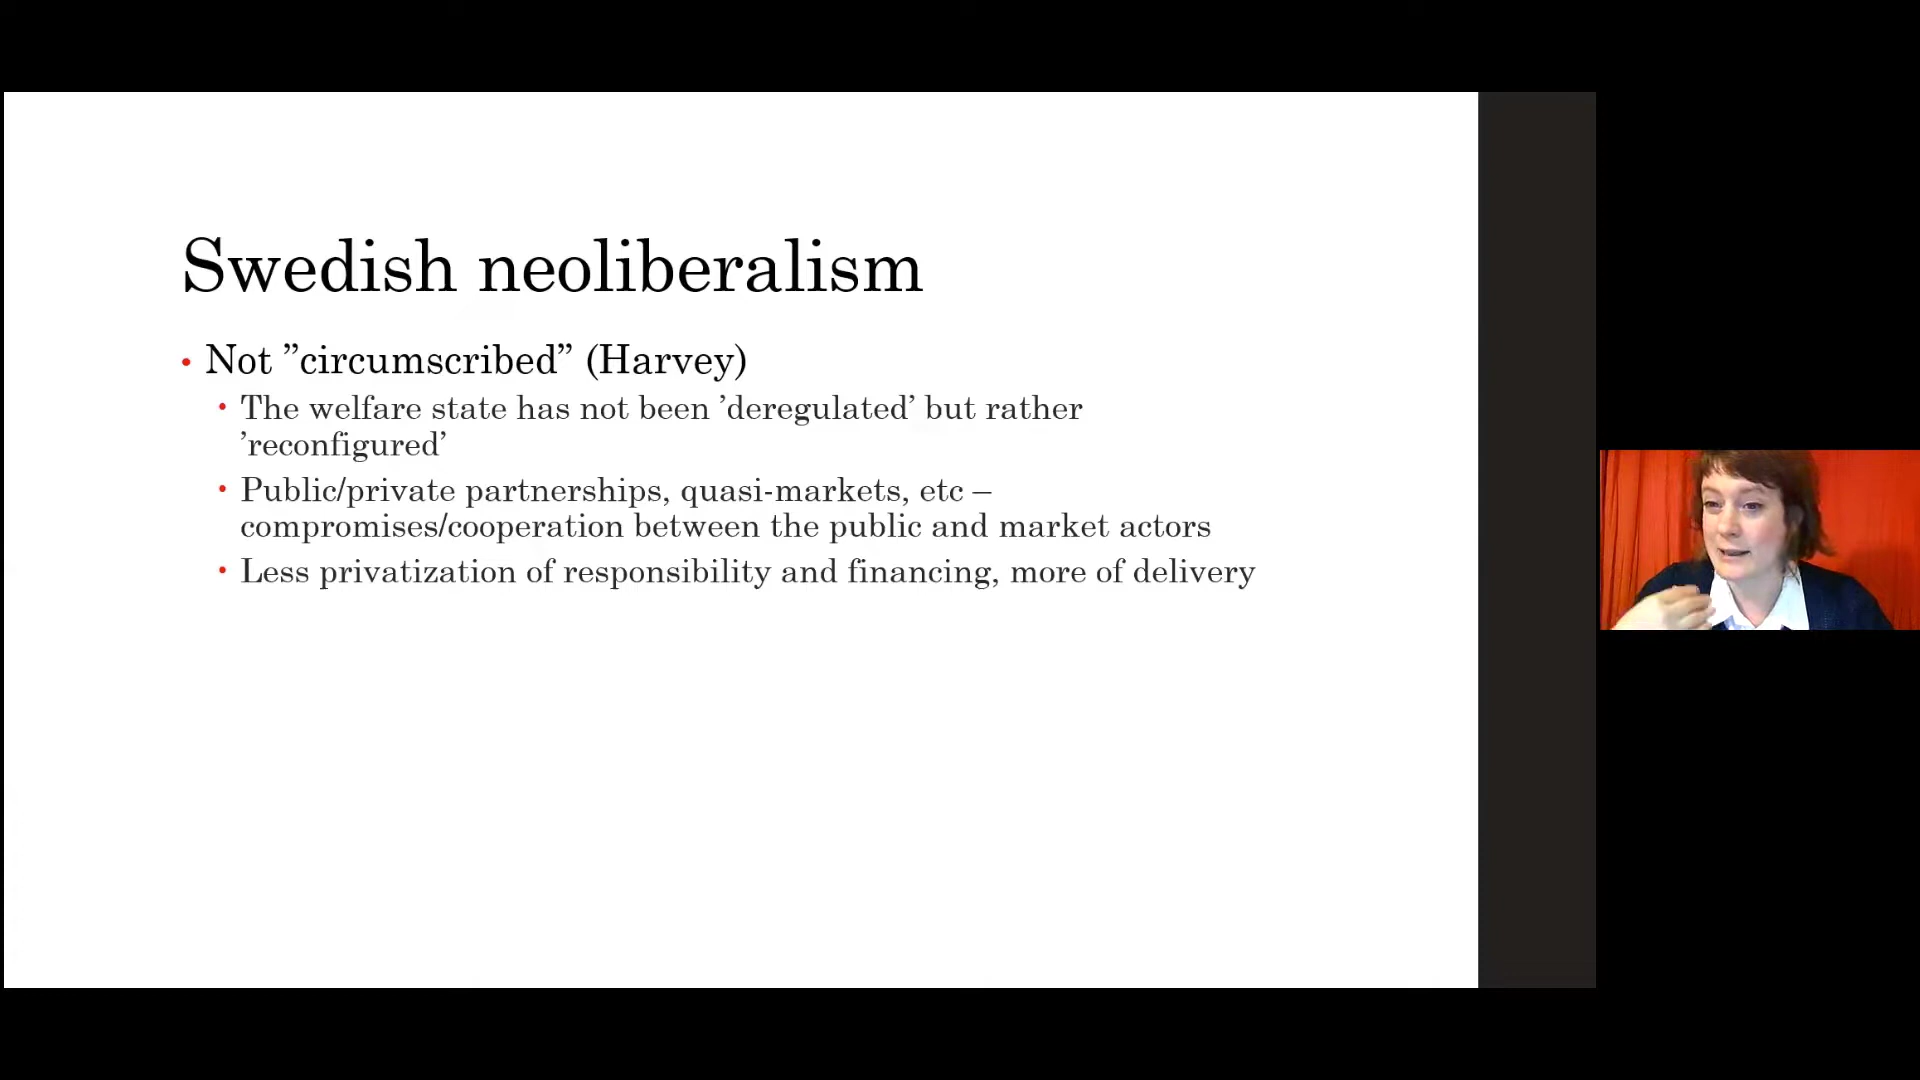 Swedish neoliberalism
• Not ”circumscribed” (Harvey)
• The welfare state has not been ’deregulated’ but rather
’reconfigured’
• Public/private partnerships, quasi-markets, etc –
compromises/cooperation between the public and market actors
• Less privatization of responsibility and financing, more of delivery